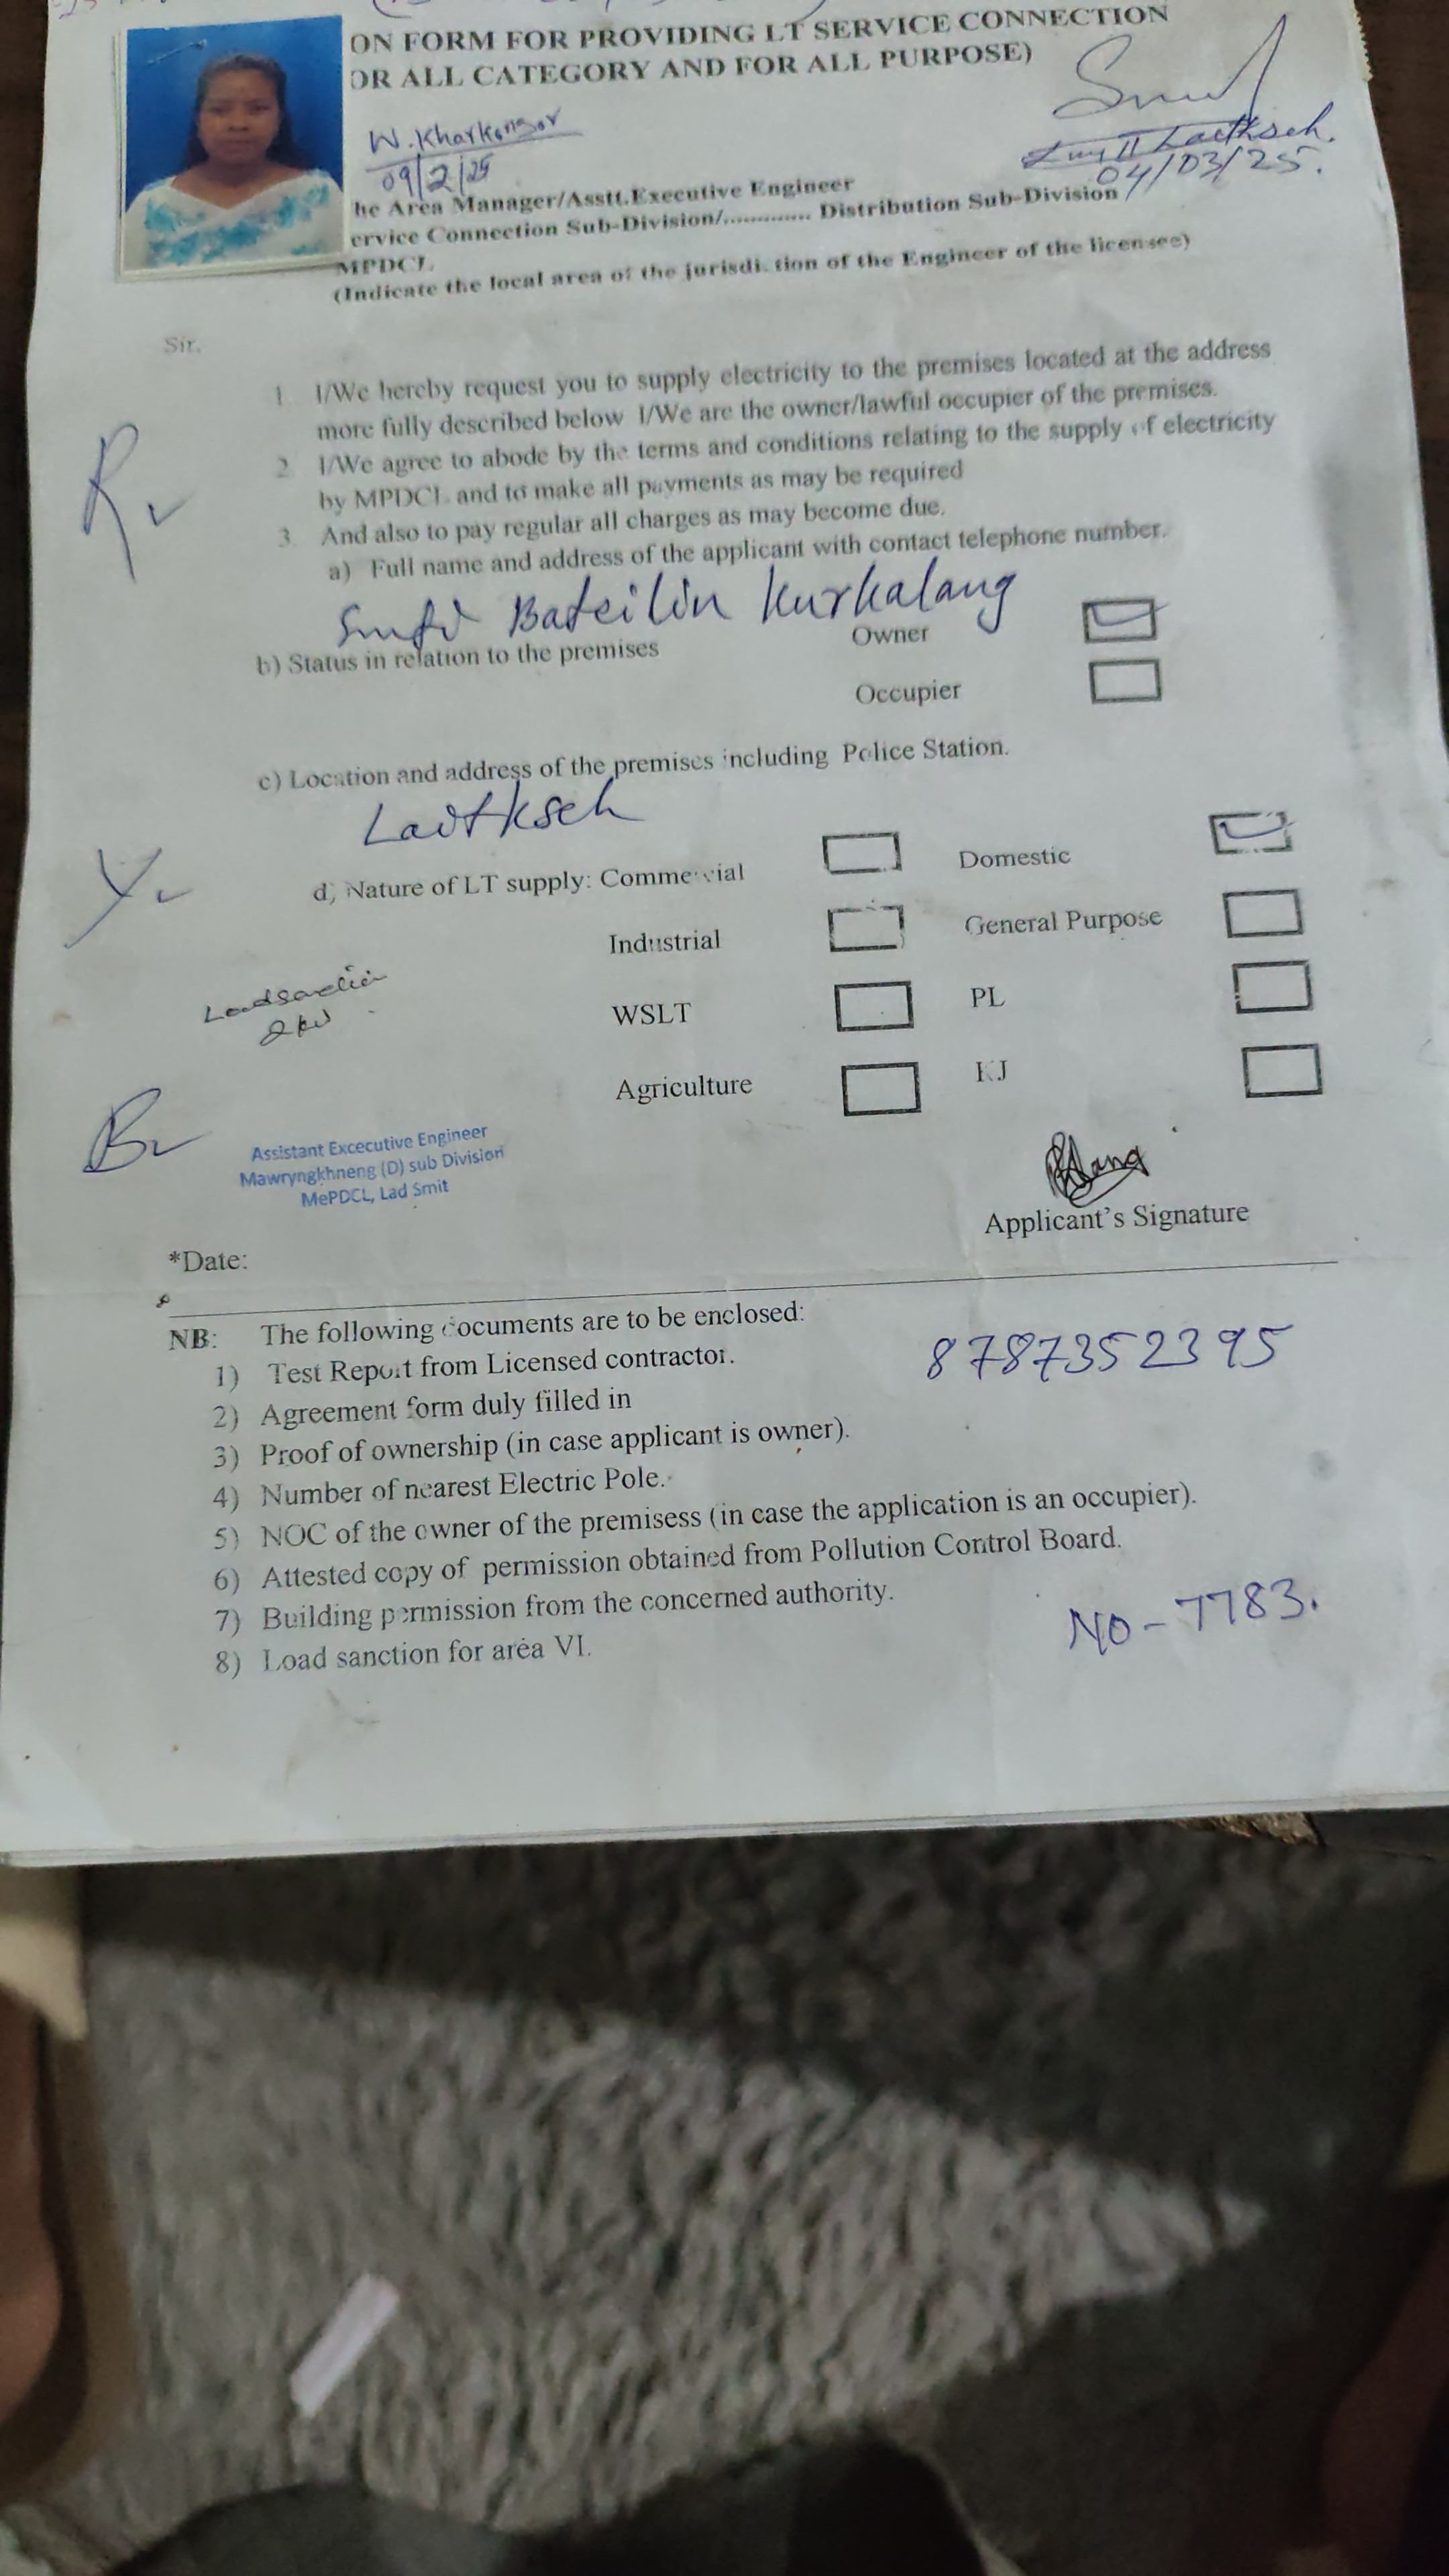 ON FORM FOR PROVIDING LT SERVICE CONNECTION
OR ALL CATEGORY AND FOR ALL PURPOSE)
W. Kharkongor
09/2/25
Laitkseh.
04/03/25.
he Area Manager/Asstt.Executive Engineer
ervice Connection Sub-Division/............. Distribution Sub-Division
MPDCL
(Indicate the local area of the jurisdiction of the Engineer of the licensee)
Sir.
1. I/We hereby request you to supply electricity to the premises located at the address
more fully described below I/We are the owner/lawful occupier of the premises.
2. I/We agree to abode by the terms and conditions relating to the supply of electricity
by MPDCL and to make all payments as may be required
3. And also to pay regular all charges as may become due.
a) Full name and address of the applicant with contact telephone number.
Smti Bateilin Kurkalang
b) Status in relation to the premises Owner
Occupier
c) Location and address of the premises including Police Station.
Laitkseh
d) Nature of LT supply: Commercial Domestic
Industrial General Purpose
WSLT PL
Agriculture KJ
R
Y
Load sanction
2kW
B
Assistant Excecutive Engineer
Mawryngkhneng (D) sub Division
MePDCL, Lad Smit
Applicant's Signature
*Date:
NB: The following documents are to be enclosed:
1) Test Report from Licensed contractor.
8787352395
2) Agreement form duly filled in
3) Proof of ownership (in case applicant is owner).
4) Number of nearest Electric Pole.
5) NOC of the owner of the premisess (in case the application is an occupier).
6) Attested copy of permission obtained from Pollution Control Board.
7) Building permission from the concerned authority.
NO-7783.
8) Load sanction for area VI.